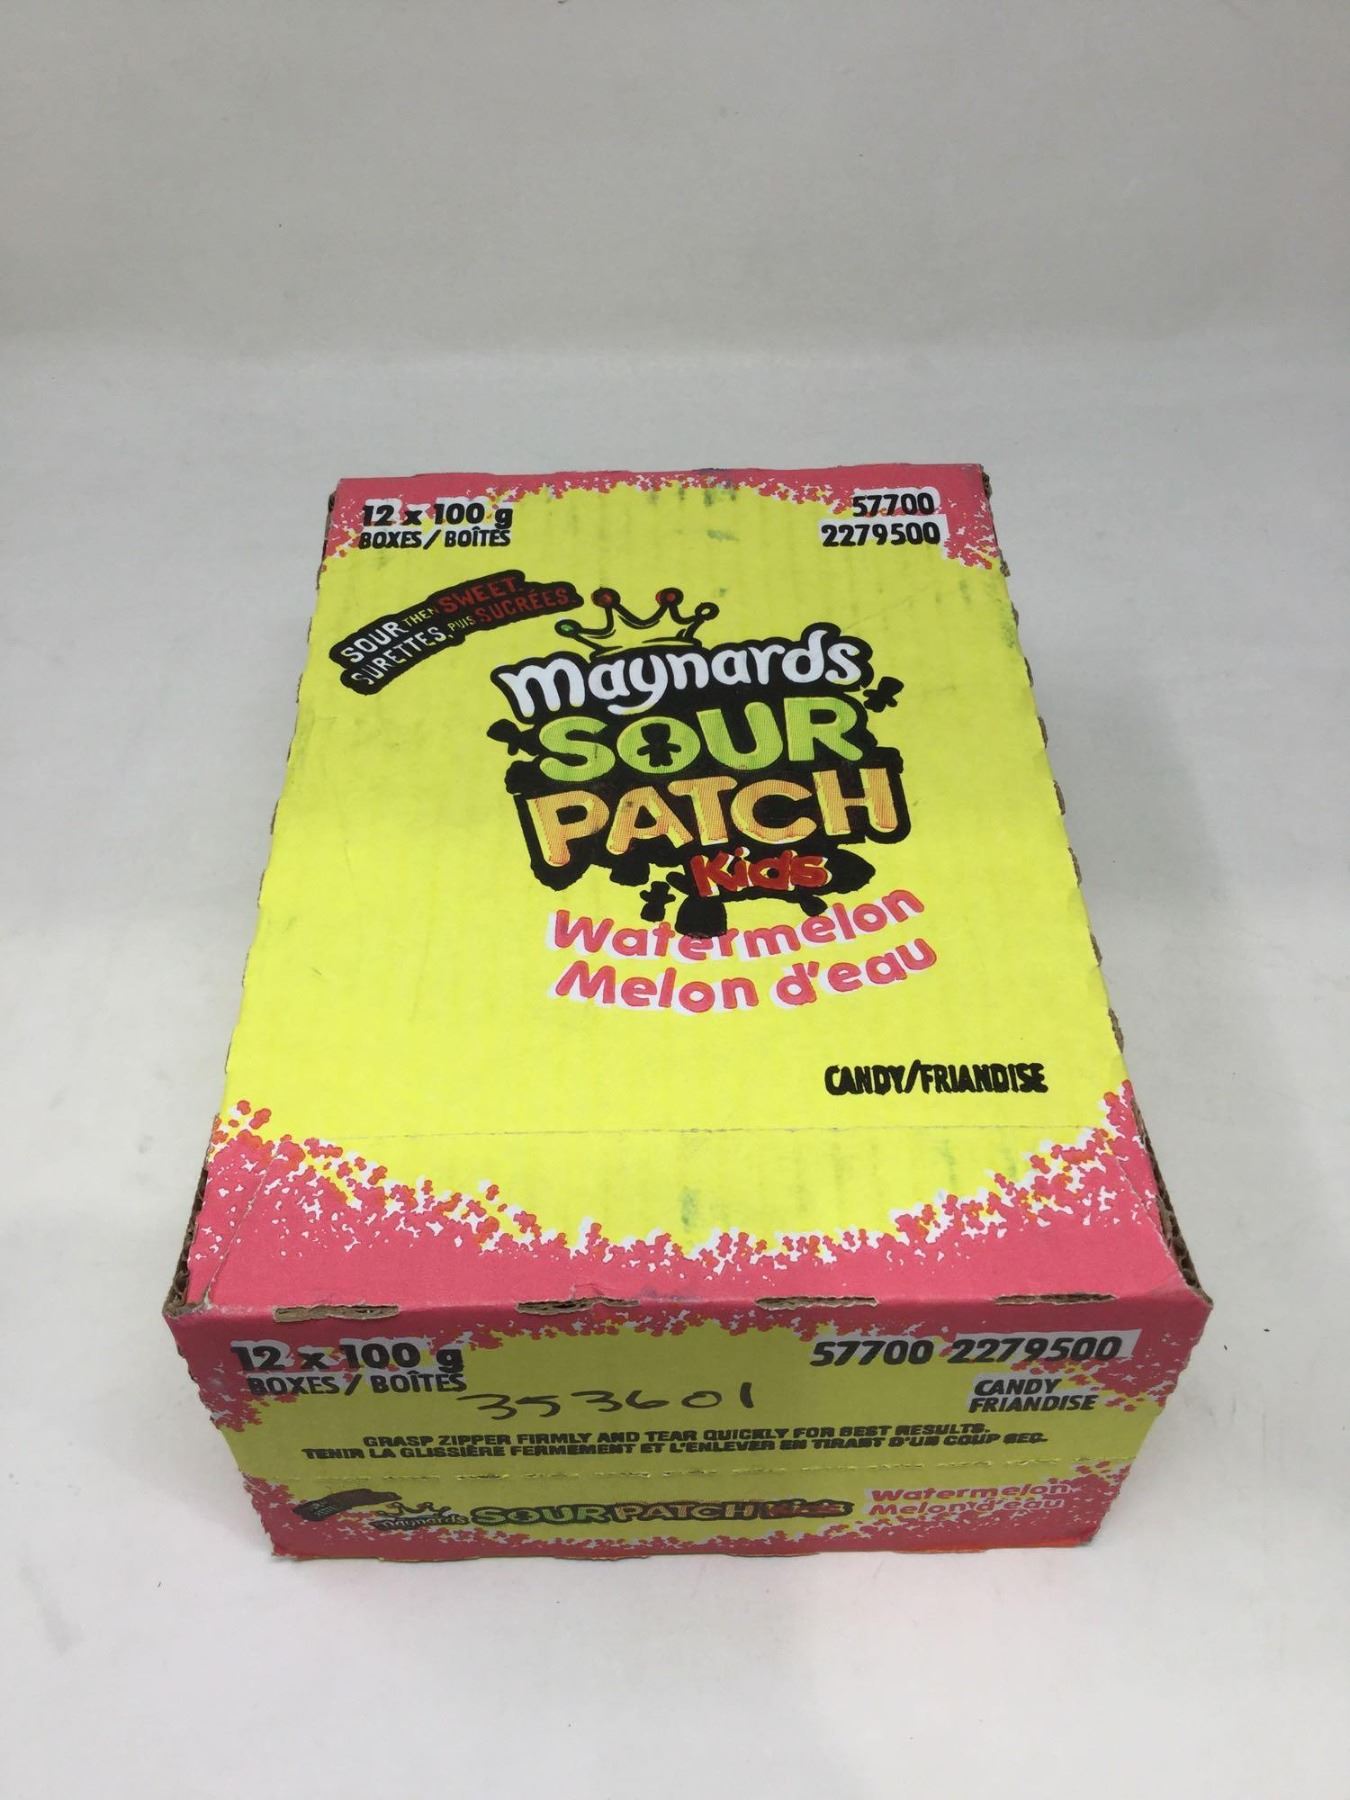 12 x 100 g
BOXES/BOÎTES
57700
2279500
SOUR THEN SWEET.
SURETTES, PUIS SUCRÉES.
Maynards
SOUR
PATCH
Kids
Watermelon
Melon d'eau
CANDY/FRIANDISE
12 x 100 g
BOXES/BOÎTES
57700 2279500
CANDY
FRIANDISE
353601
GRASP ZIPPER FIRMLY AND TEAR QUICKLY FOR BEST RESULTS.
TENIR LA GLISSIÈRE FERMEMENT ET L'ENLEVER EN TIRANT D'UN COUP SEC.
Maynards SOUR PATCH Kids
Watermelon
Melon d'eau